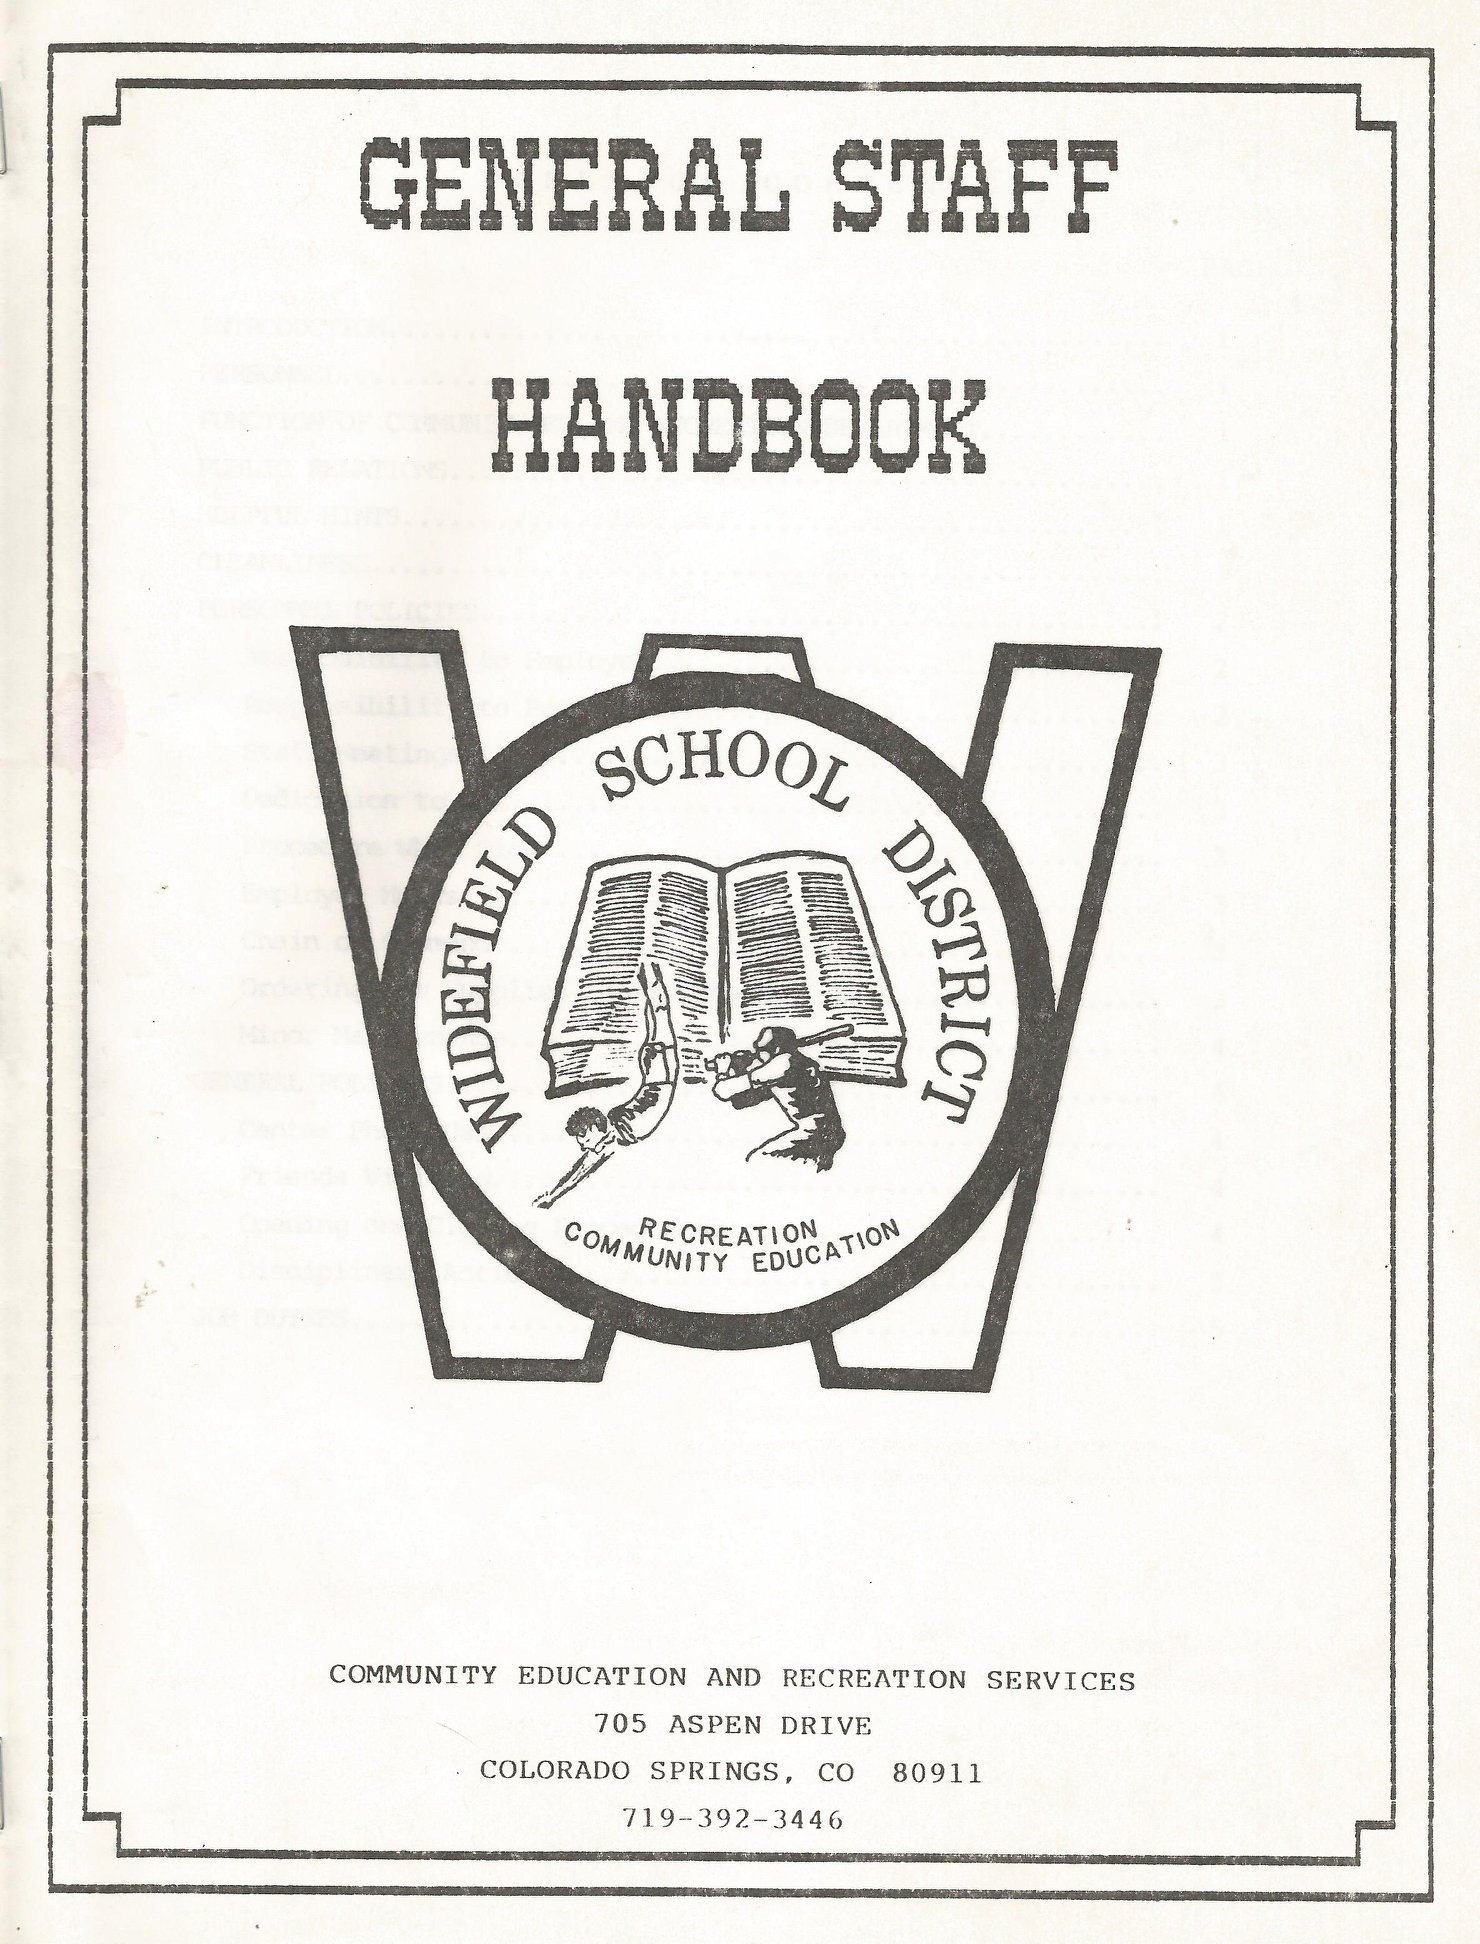 GENERAL STAFF
HANDBOOK
WIDEFIELD SCHOOL DISTRICT
RECREATION
COMMUNITY EDUCATION
COMMUNITY EDUCATION AND RECREATION SERVICES
705 ASPEN DRIVE
COLORADO SPRINGS, CO 80911
719-392-3446